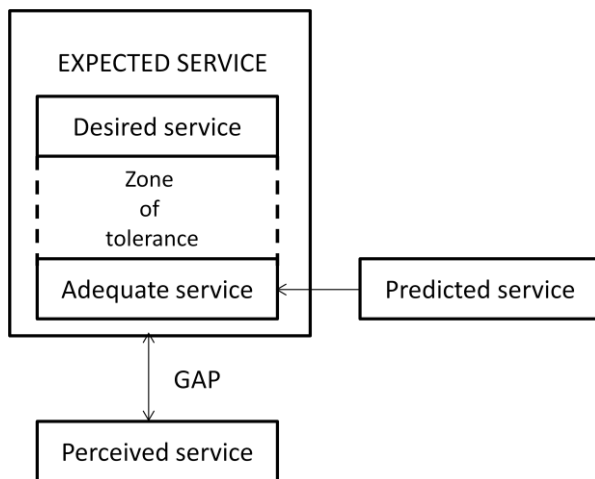 EXPECTED SERVICE
Desired service
Zone
of
tolerance
Adequate service
Predicted service
GAP
Perceived service